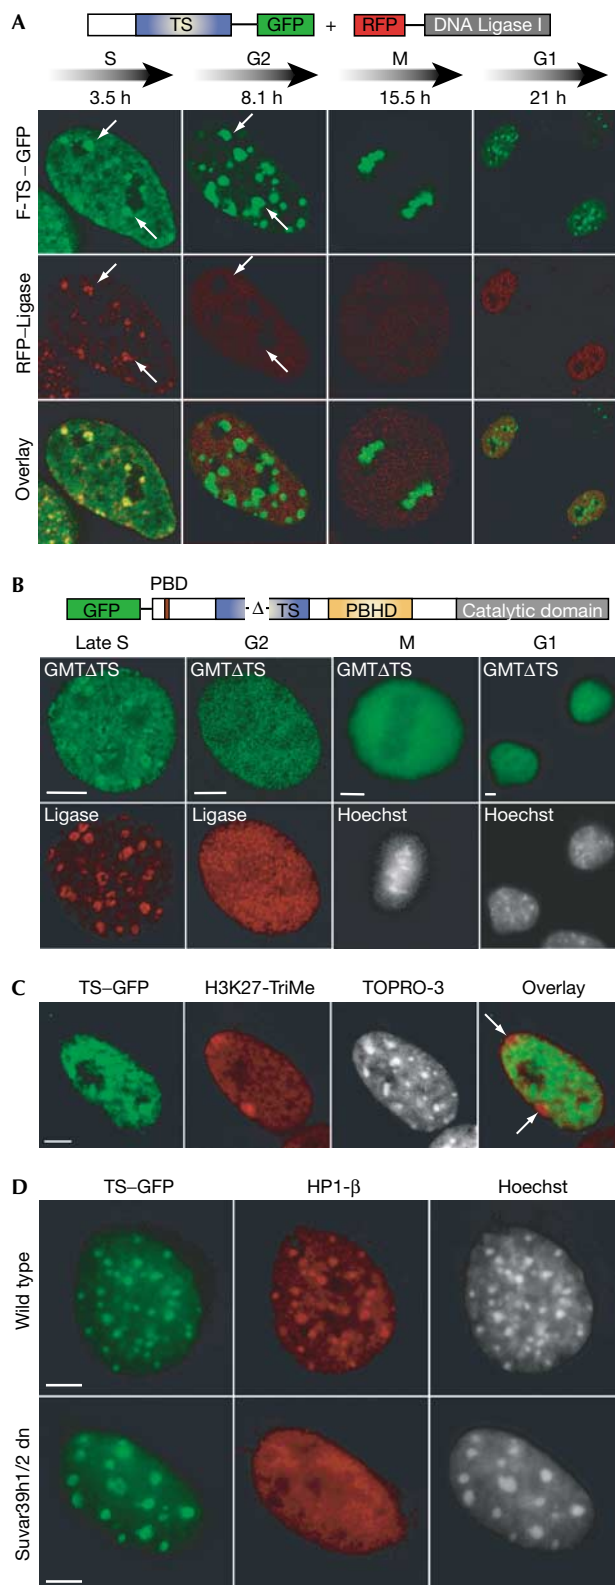 A
TS GFP + RFP DNA Ligase I
S G2 M G1
3.5 h 8.1 h 15.5 h 21 h
F-TS – GFP
RFP–Ligase
Overlay
B
PBD
GFP Δ TS PBHD Catalytic domain
Late S G2 M G1
GMTΔTS GMTΔTS GMTΔTS GMTΔTS
Ligase Ligase Hoechst Hoechst
C
TS–GFP H3K27-TriMe TOPRO-3 Overlay
D
TS–GFP HP1-β Hoechst
Wild type
Suvar39h1/2 dn